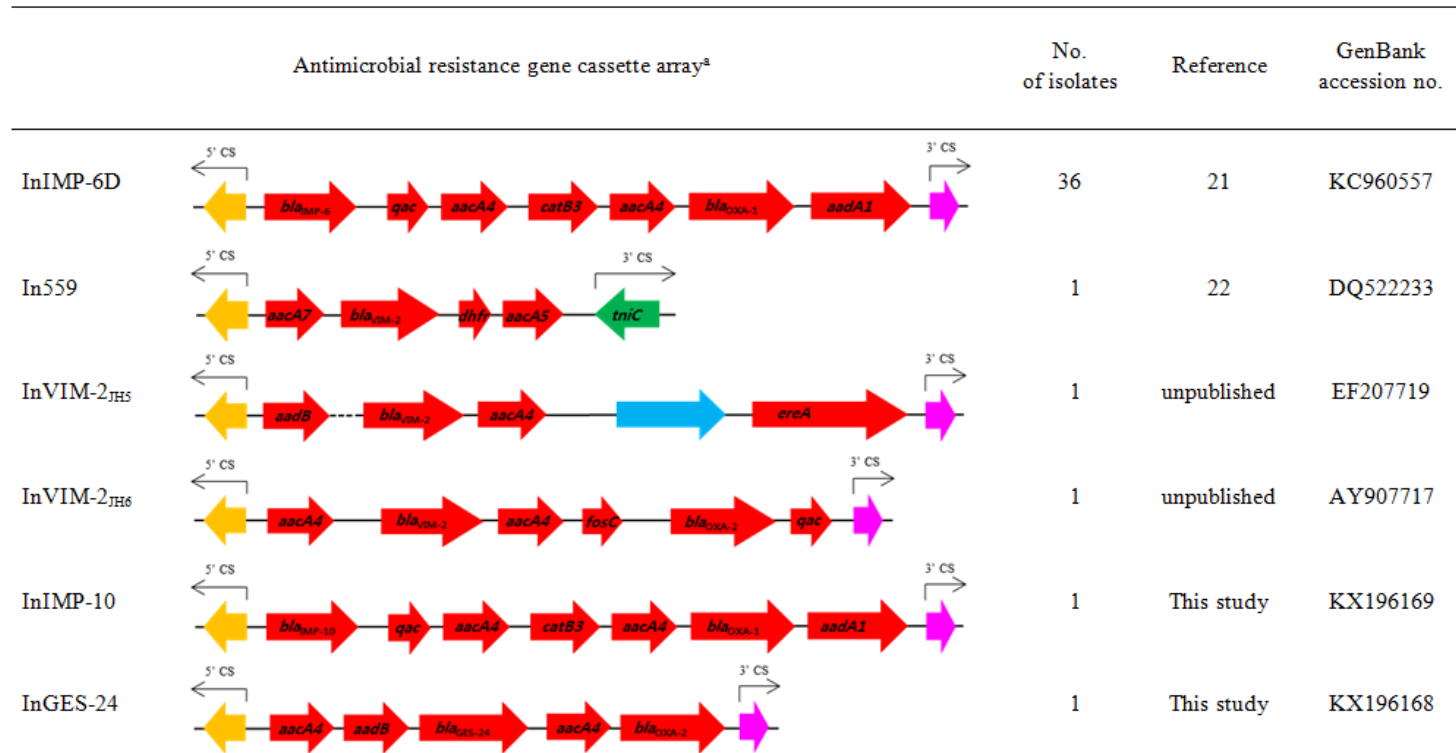 Antimicrobial resistance gene cassette arrayª
No.
of isolates
Reference
GenBank
accession no.
5' CS
3' CS
InIMP-6D
blaIMP-6 qac aacA4 catB3 aacA4 blaOXA-1 aadA1
36
21
KC960557
5' CS
3' CS
In559
aacA7 blaVIM-2 dhfr aacA5 tniC
1
22
DQ522233
5' CS
3' CS
InVIM-2JH5
aadB blaVIM-2 aacA4 ereA
1
unpublished
EF207719
5' CS
3' CS
InVIM-2JH6
aacA4 blaVIM-2 aacA4 fosC blaOXA-2 qac
1
unpublished
AY907717
5' CS
3' CS
InIMP-10
blaIMP-10 qac aacA4 catB3 aacA4 blaOXA-1 aadA1
1
This study
KX196169
5' CS
3' CS
InGES-24
aacA4 aadB blaGES-24 aacA4 blaOXA-2
1
This study
KX196168